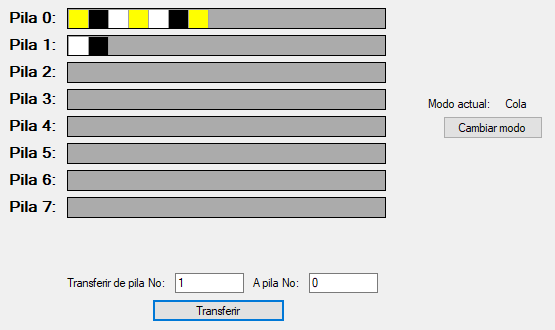 Pila 0:
Pila 1:
Pila 2:
Pila 3:
Modo actual: Cola
Pila 4:
Cambiar modo
Pila 5:
Pila 6:
Pila 7:
Transferir de pila No: 1 A pila No: 0
Transferir